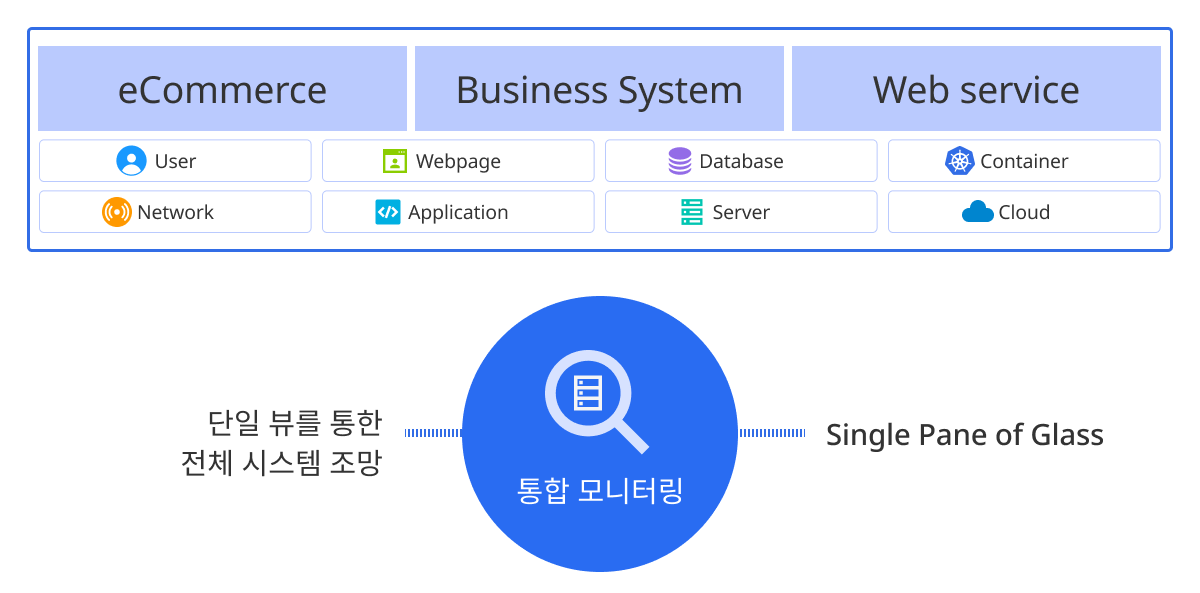 eCommerce
Business System
Web service
User
Webpage
Database
Container
Network
Application
Server
Cloud
단일 뷰를 통한
전체 시스템 조망
통합 모니터링
Single Pane of Glass